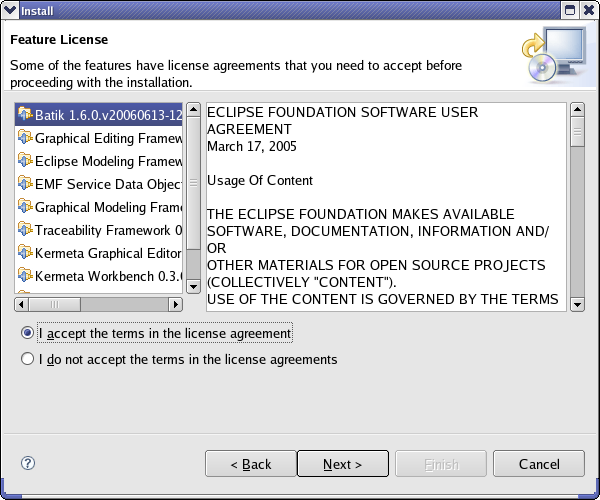 Install
Feature License
Some of the features have license agreements that you need to accept before
proceeding with the installation.
Batik 1.6.0.v20060613-12
Graphical Editing Framew
Eclipse Modeling Framew
EMF Service Data Objec
Graphical Modeling Frame
Traceability Framework 0
Kermeta Graphical Editor
Kermeta Workbench 0.3.0
ECLIPSE FOUNDATION SOFTWARE USER
AGREEMENT
March 17, 2005
Usage Of Content
THE ECLIPSE FOUNDATION MAKES AVAILABLE
SOFTWARE, DOCUMENTATION, INFORMATION AND/
OR
OTHER MATERIALS FOR OPEN SOURCE PROJECTS
(COLLECTIVELY "CONTENT").
USE OF THE CONTENT IS GOVERNED BY THE TERMS
I accept the terms in the license agreement
I do not accept the terms in the license agreements
?
< Back
Next >
Finish
Cancel